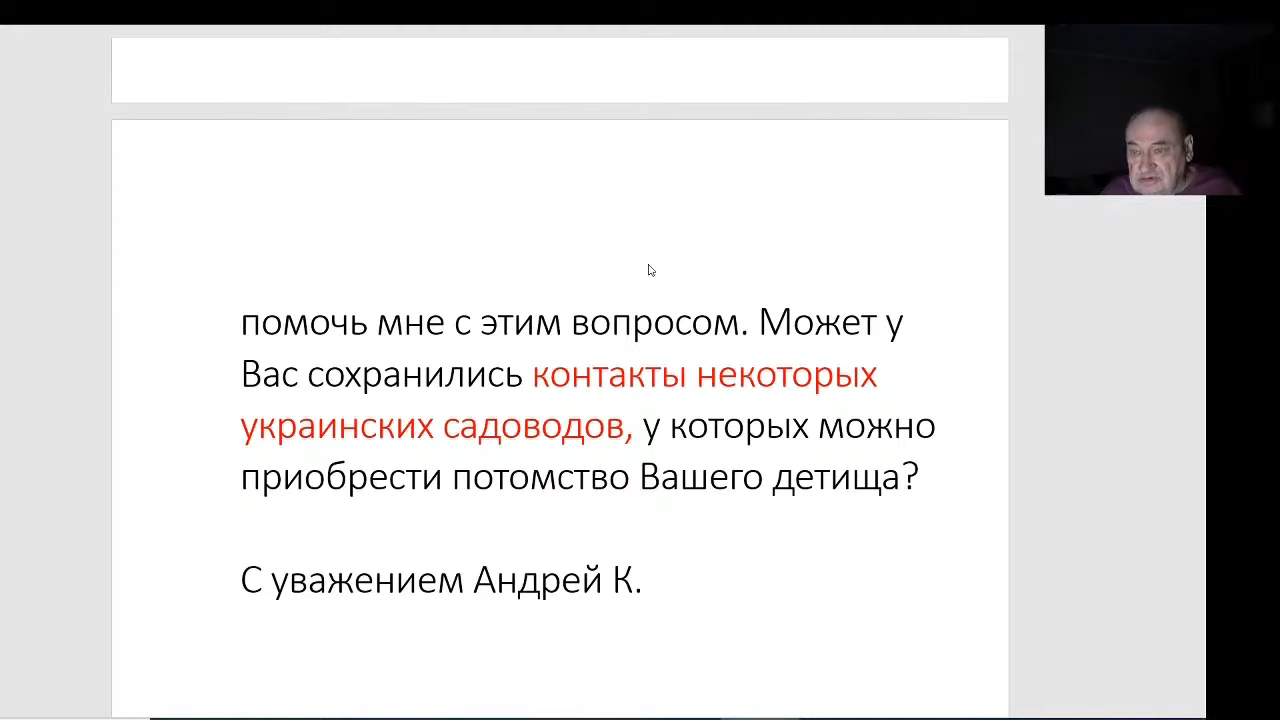 помочь мне с этим вопросом. Может у
Вас сохранились контакты некоторых
украинских садоводов, у которых можно
приобрести потомство Вашего детища?
С уважением Андрей К.